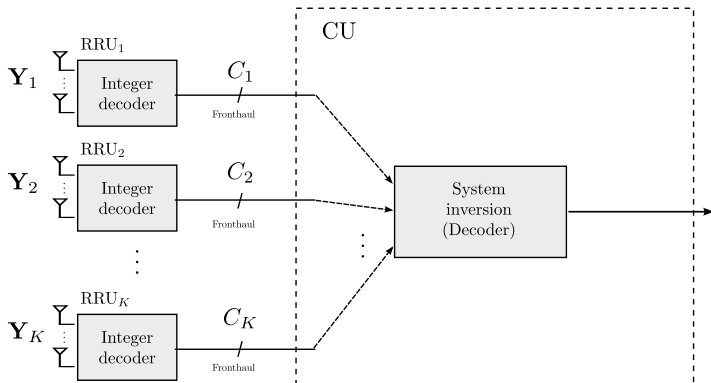 CU
RRU₁
Y₁
Integer
decoder
C₁
Fronthaul
RRU₂
Y₂
Integer
decoder
C₂
Fronthaul
System
inversion
(Decoder)
RRU_K
Y_K
Integer
decoder
C_K
Fronthaul